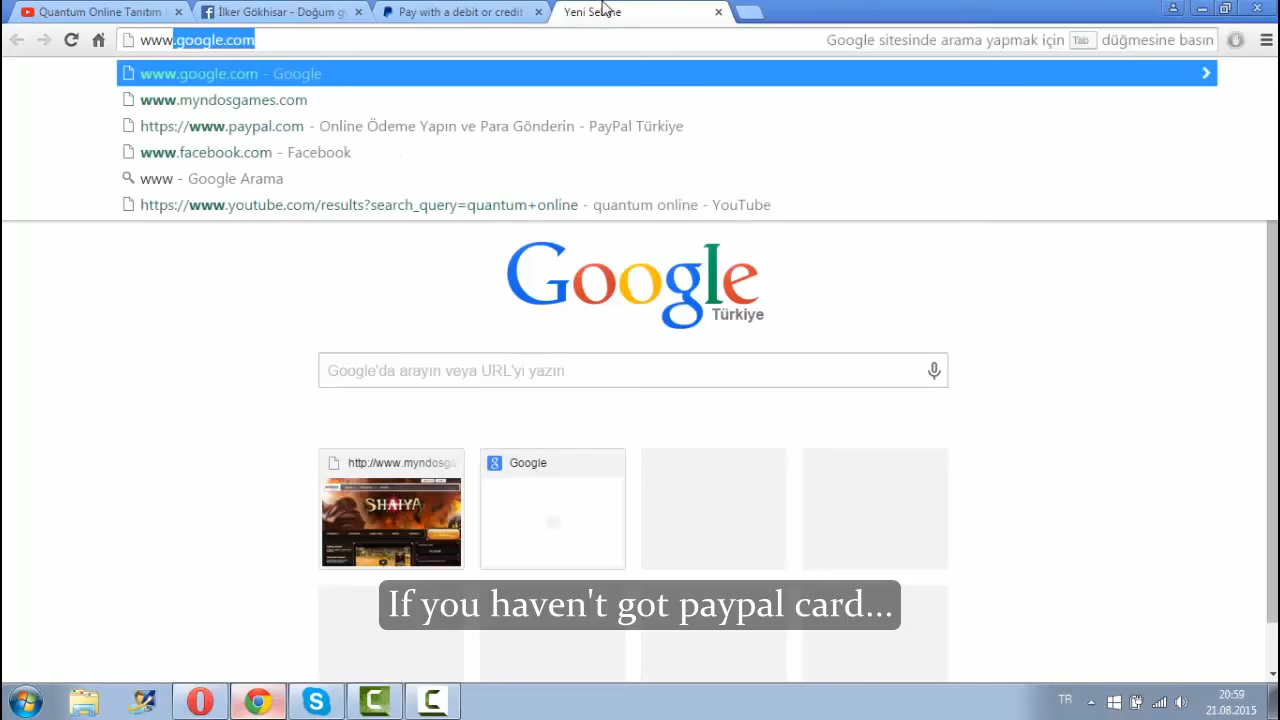 Quantum Online Tanıtım
İlker Gökhisar - Doğum g
Pay with a debit or credit
Yeni Sekme
www.google.com
Google sitesinde arama yapmak için Tab düğmesine basın
www.google.com - Google
www.myndosgames.com
https://www.paypal.com - Online Ödeme Yapın ve Para Gönderin - PayPal Türkiye
www.facebook.com - Facebook
www - Google Arama
https://www.youtube.com/results?search_query=quantum+online - quantum online - YouTube
Google
Türkiye
Google'da arayın veya URL'yi yazın
http://www.myndosga
Google
SHAIYA
If you haven't got paypal card...
TR
20:59
21.08.2015